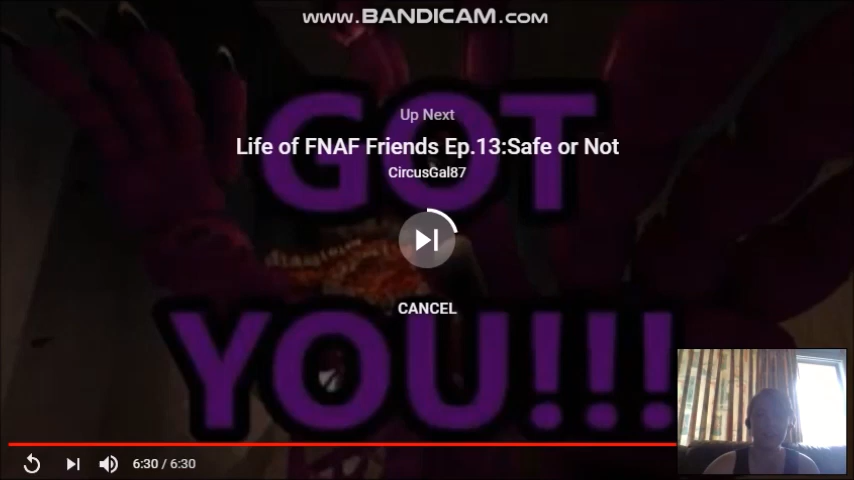 www.BANDICAM.com
GOT
Up Next
Life of FNAF Friends Ep.13:Safe or Not
CircusGal87
CANCEL
YOU!!!
6:30 / 6:30